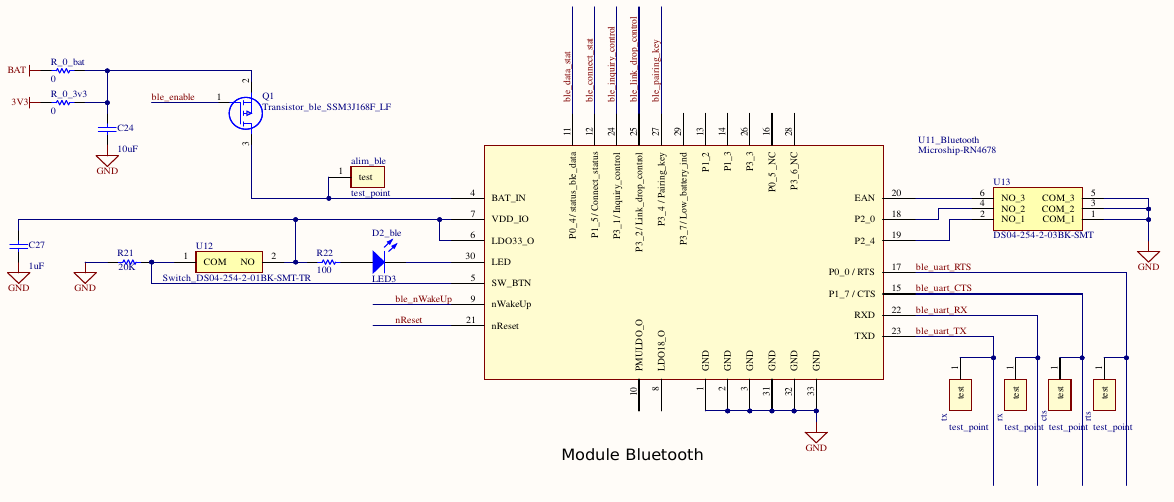 BAT
R_0_bat
0
3V3
R_0_3v3
0
C24
10uF
GND
ble_enable
1
2
3
Q1
Transistor_ble_SSM3J168F_LF
alim_ble
1
test
test_point
C27
1uF
GND
GND
R21
20K
U12
1
COM
NO
2
Switch_DS04-254-2-01BK-SMT-TR
R22
100
D2_ble
LED3
ble_nWakeUp
nReset
ble_data_stat
ble_connect_stat
ble_inquiry_control
ble_link_drop_control
ble_pairing_key
11
12
24
25
27
29
13
14
26
16
28
P0_4 / status_ble_data
P1_5/ Connect_status
P3_1/ Inquiry_control
P3_2/ Link_drop_control
P3_4 / Pairing_key
P3_7/ Low_battery_ind
P1_2
P1_3
P3_3
P0_5 _NC
P3_6_NC
U11_Bluetooth
Microship-RN4678
4
BAT_IN
7
VDD_IO
6
LDO33_O
30
LED
5
SW_BTN
9
nWakeUp
21
nReset
EAN
20
P2_0
18
P2_4
19
P0_0 / RTS
17
ble_uart_RTS
P1_7 / CTS
15
ble_uart_CTS
RXD
22
ble_uart_RX
TXD
23
ble_uart_TX
U13
6
NO_3
COM_3
5
4
NO_2
COM_2
3
2
NO_1
COM_1
1
DS04-254-2-03BK-SMT
GND
PMULDO_O
LDO18_O
GND
GND
GND
GND
GND
GND
10
8
1
2
3
31
32
33
GND
1
test
tx
test_point
1
test
rx
test_point
1
test
cts
test_point
1
test
rts
test_point
Module Bluetooth